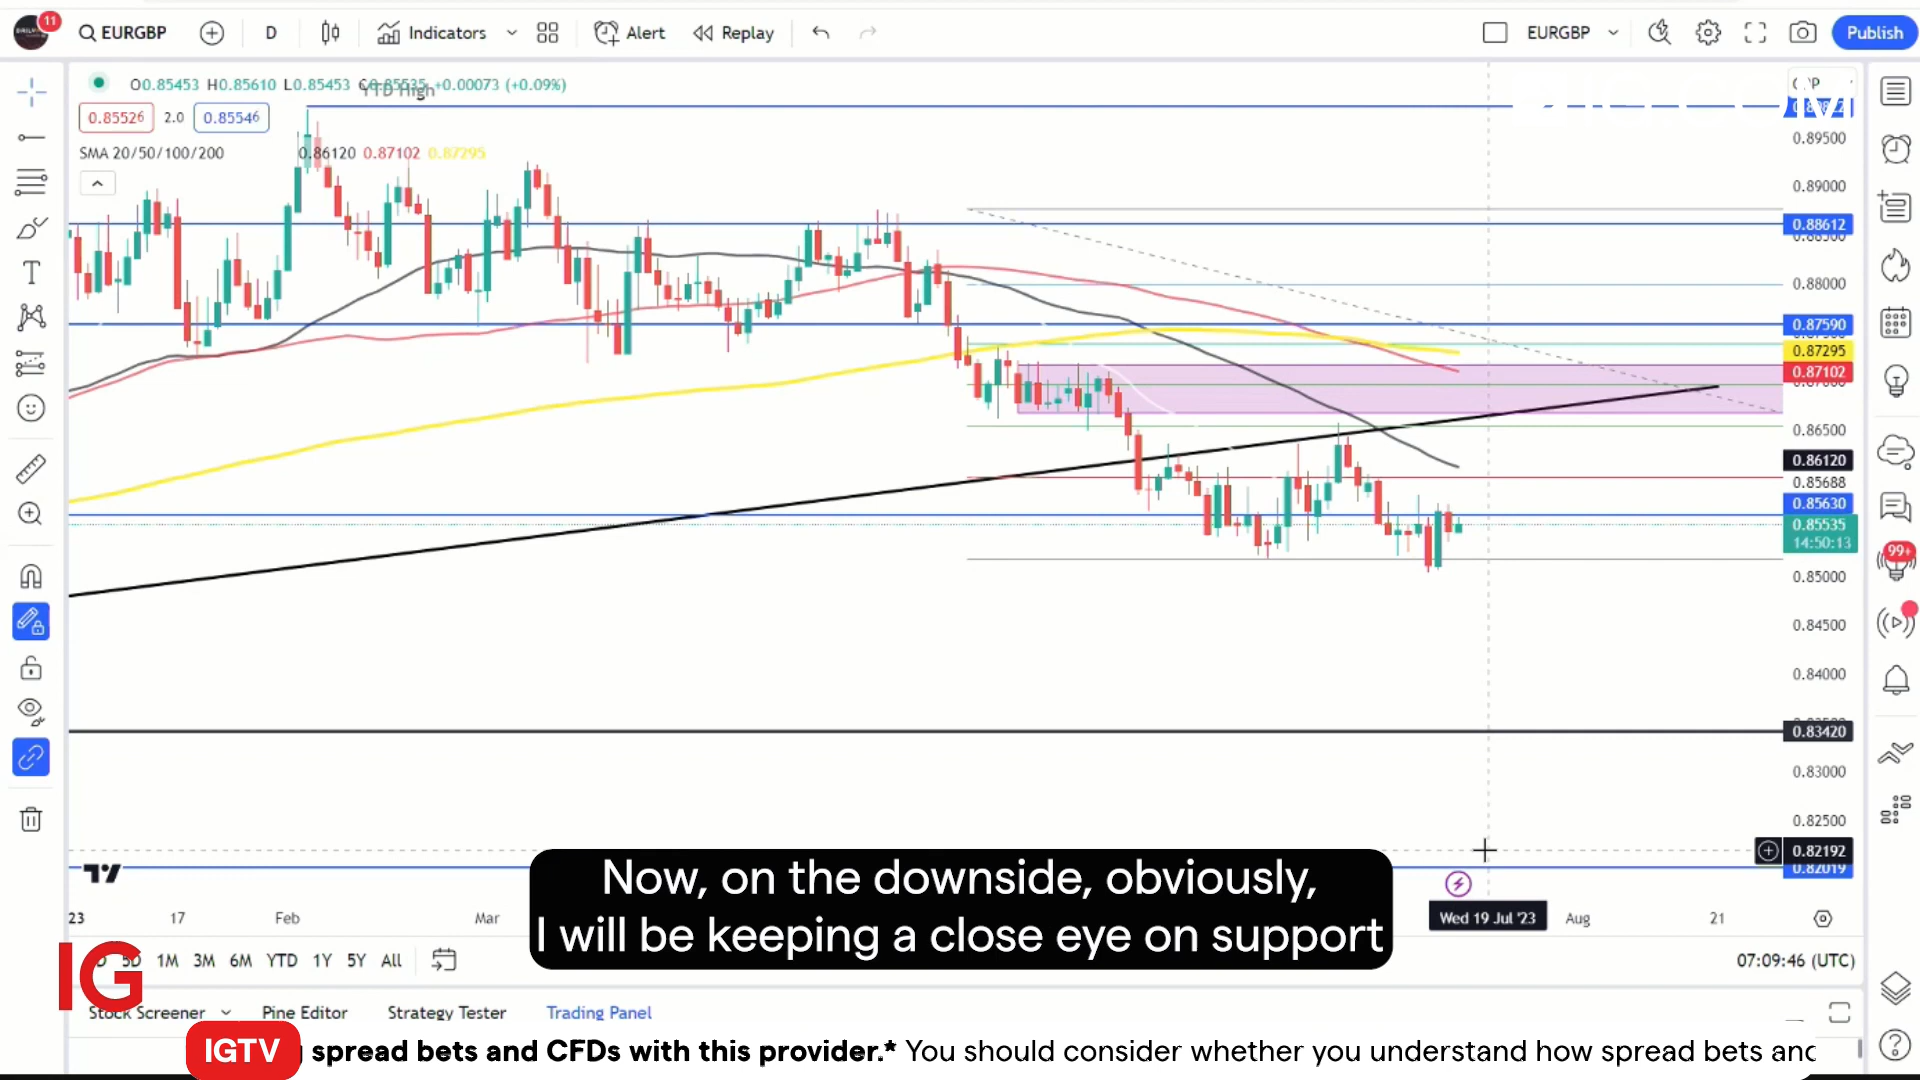 11
EURGBP
D
Indicators
Alert
Replay
EURGBP
Publish
O0.85453 H0.85610 L0.85453 C0.85535 +0.00073 (+0.09%)
YTD High
0.85526 2.0 0.85546
SMA 20/50/100/200 0.86120 0.87102 0.87295
0.89500
0.89000
0.88612
0.88000
0.87590
0.87295
0.87102
0.86500
0.86120
0.85688
0.85630
0.85535
14:50:13
0.85000
0.84500
0.84000
0.83420
0.83000
0.82500
0.82192
0.82019
99+
Now, on the downside, obviously,
I will be keeping a close eye on support
23 17 Feb Mar Wed 19 Jul '23 Aug 21
5D 1M 3M 6M YTD 1Y 5Y All
07:09:46 (UTC)
IG
Stock Screener Pine Editor Strategy Tester Trading Panel
IGTV
spread bets and CFDs with this provider.* You should consider whether you understand how spread bets and